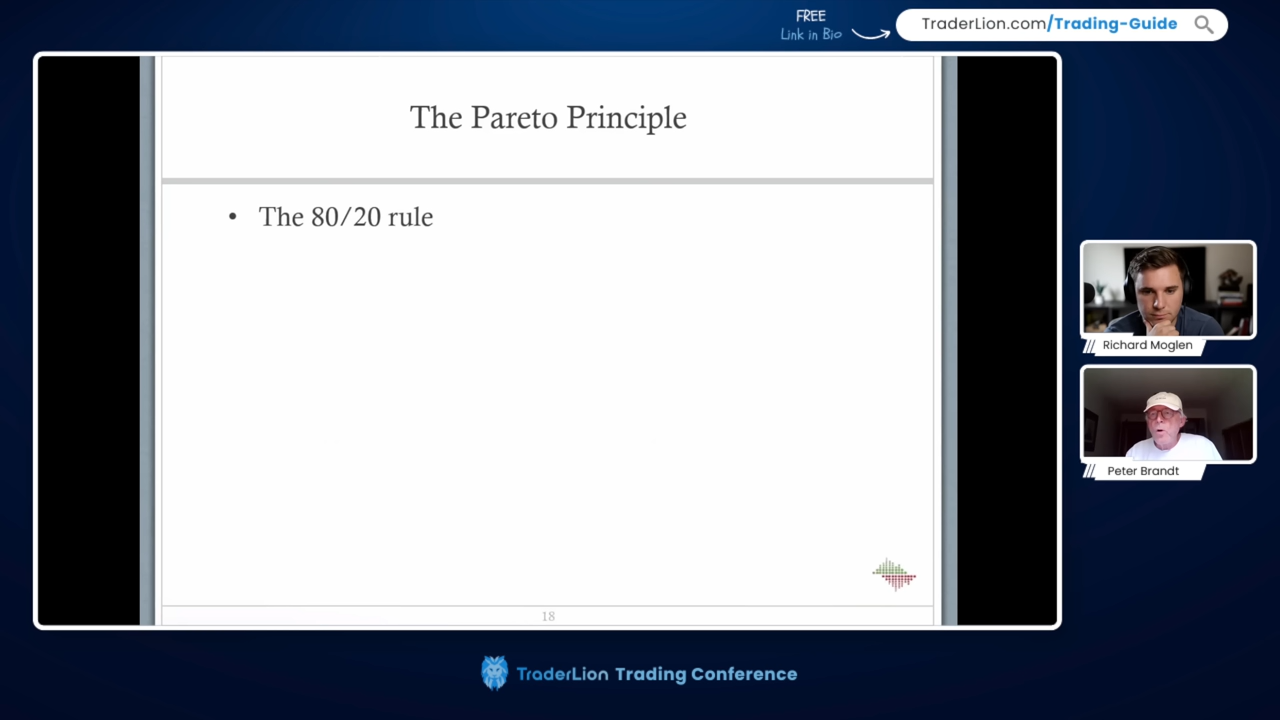 FREE
Link in Bio
TraderLion.com/Trading-Guide
The Pareto Principle
• The 80/20 rule
18
Richard Moglen
Peter Brandt
TraderLion Trading Conference